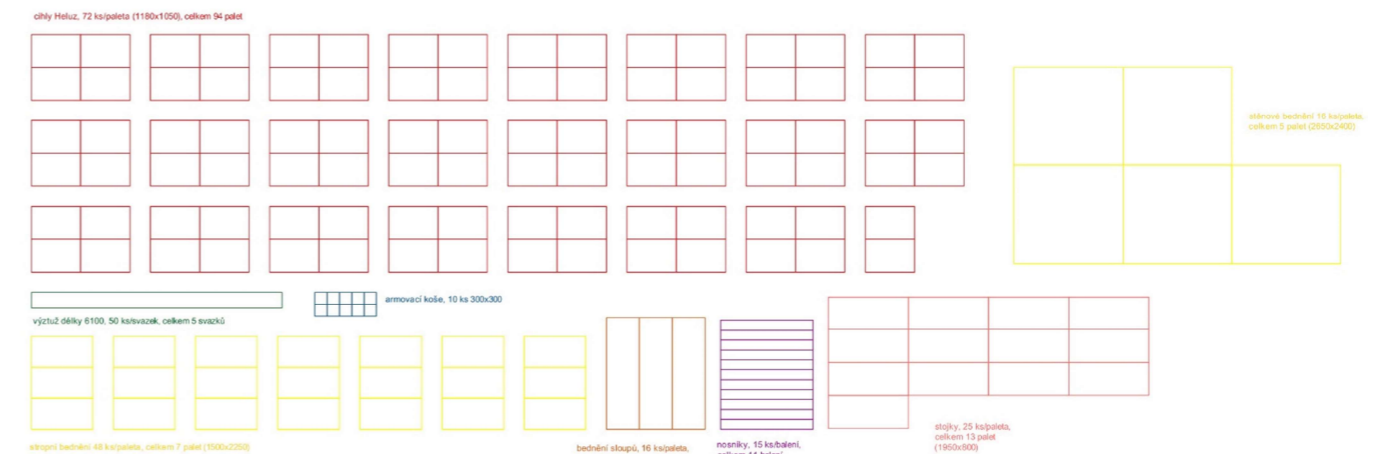 cihly Heluz, 72 ks/paleta (1180x1050), celkem 94 palet
stěnové bednění 16 ks/paleta,
celkem 5 palet (2650x2400)
armovací koše, 10 ks 300x300
výztuž délky 6100, 50 ks/svazek, celkem 5 svazků
stropní bednění 48 ks/paleta, celkem 7 palet (1500x2250)
bednění sloupů, 16 ks/paleta,
nosníky, 15 ks/balení,
celkem 11 balení
stojky, 25 ks/paleta,
celkem 13 palet
(1950x800)